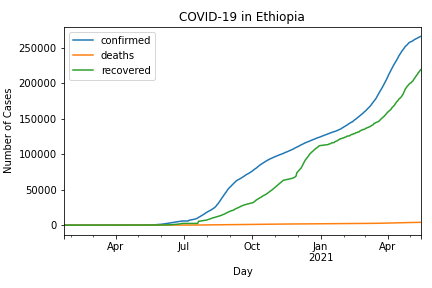 COVID-19 in Ethiopia
confirmed
deaths
recovered
Number of Cases
250000
200000
150000
100000
50000
0
Apr
Jul
Oct
Jan
2021
Apr
Day